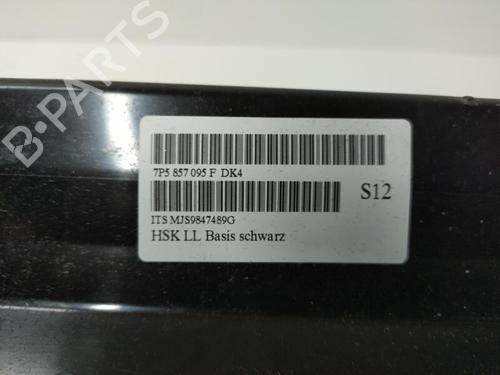 7P5 857 095 F DK4
S12
ITS MJS9847489G
HSK LL Basis schwarz
B-PARTS